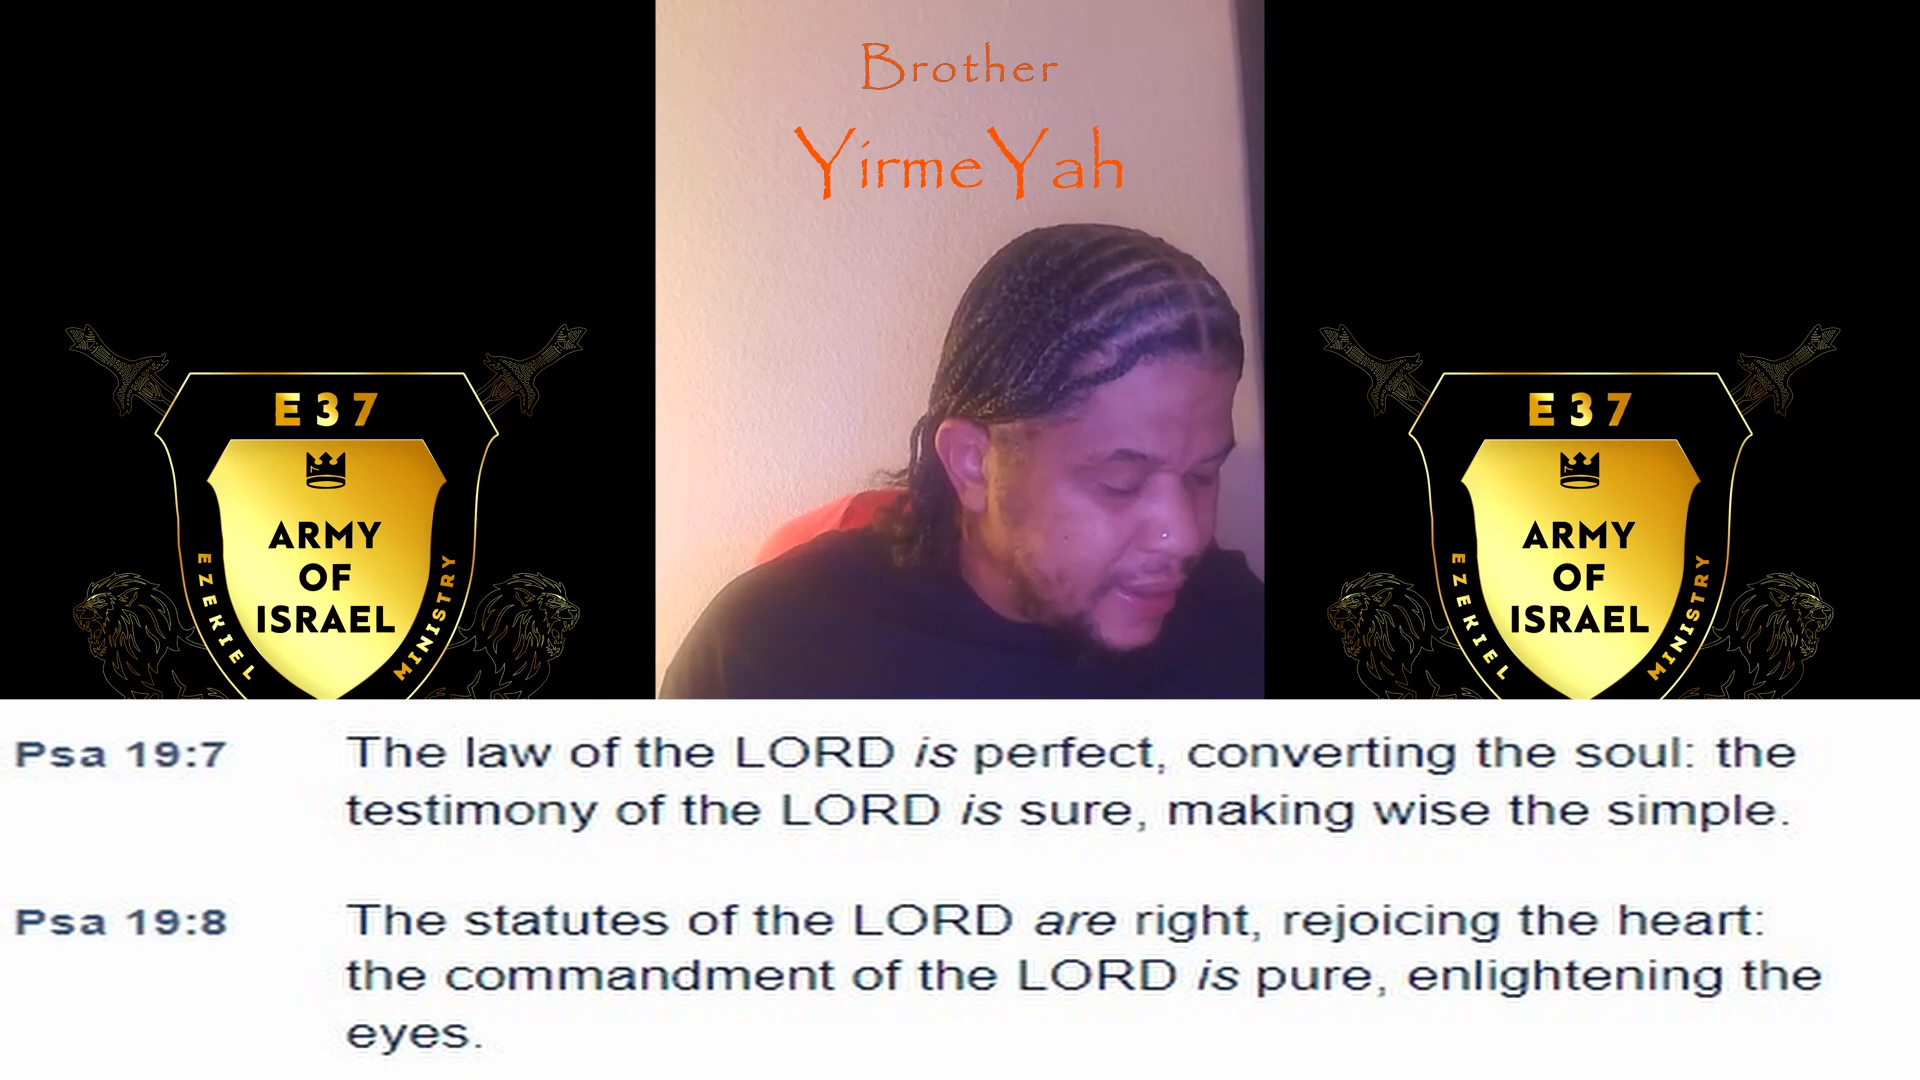 Brother
YirmeYah
E37
ARMY
OF
ISRAEL
EZEKIEL
MINISTRY
E37
ARMY
OF
ISRAEL
EZEKIEL
MINISTRY
Psa 19:7 The law of the LORD is perfect, converting the soul: the
testimony of the LORD is sure, making wise the simple.
Psa 19:8 The statutes of the LORD are right, rejoicing the heart:
the commandment of the LORD is pure, enlightening the
eyes.